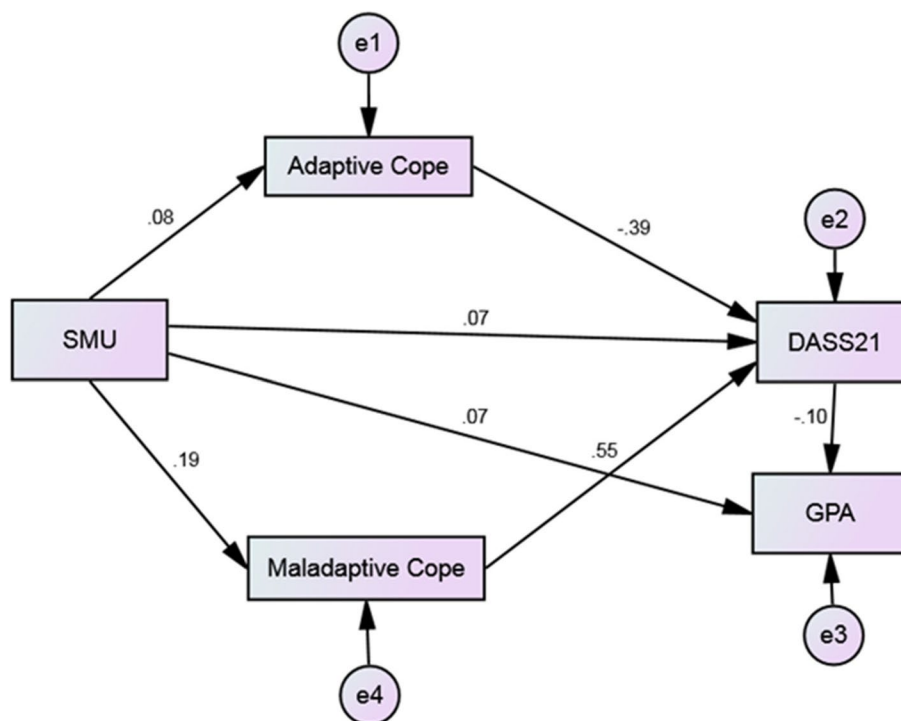 e1
Adaptive Cope
.08
-.39
e2
SMU
.07
DASS21
.07
-.10
.19
.55
GPA
Maladaptive Cope
e3
e4